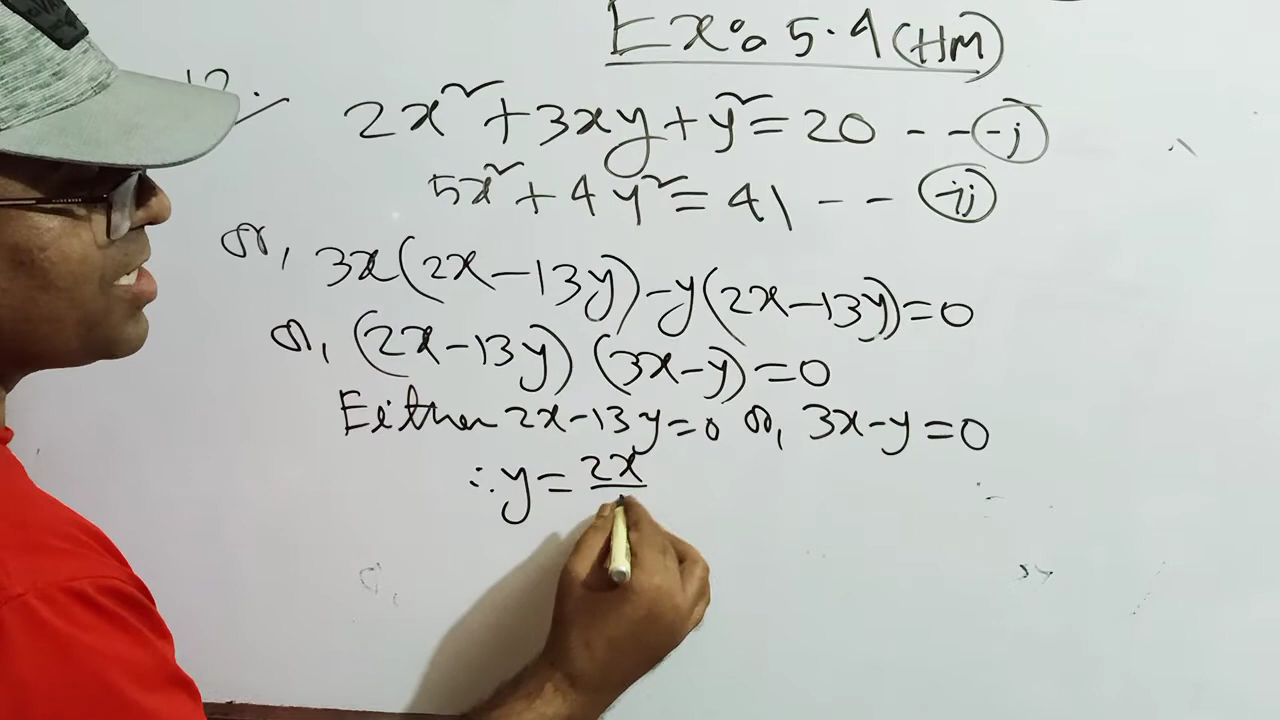 Ex: 5.4 (HM)
12.
2x² + 3xy + y² = 20 --- i
5x² + 4y² = 41 --- ii
or, 3x(2x-13y)-y(2x-13y)=0
or, (2x-13y) (3x-y)=0
Either 2x-13y=0 or, 3x-y=0
∴ y = 2x/